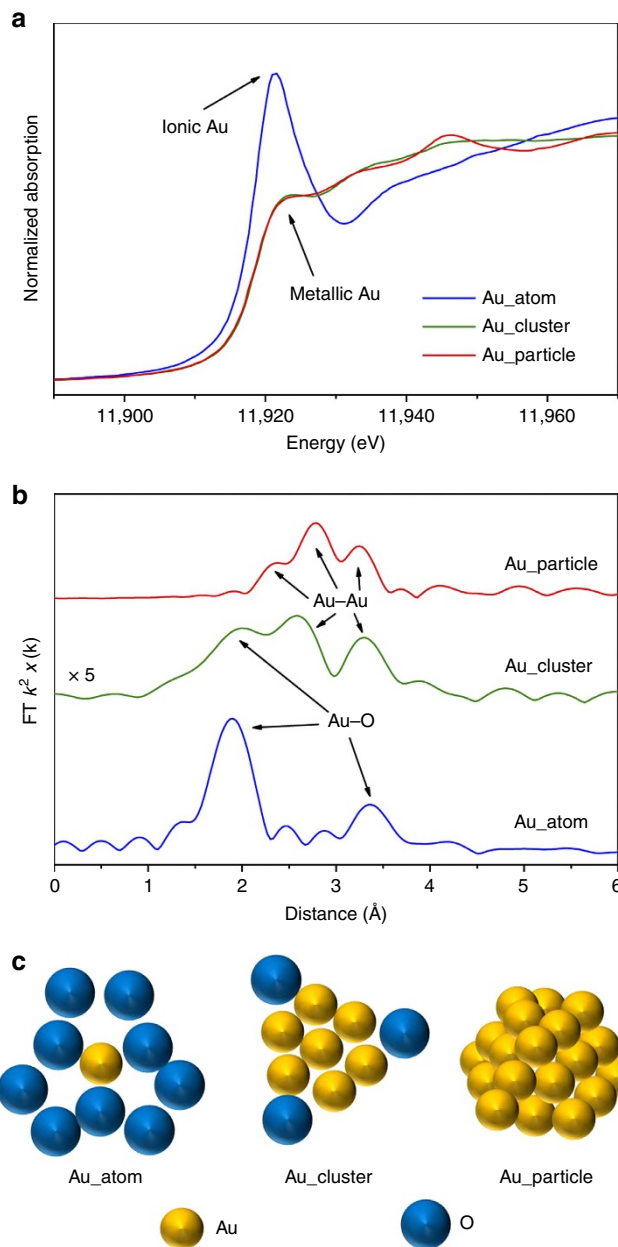 a
Normalized absorption
Ionic Au
Metallic Au
Au_atom
Au_cluster
Au_particle
11,900
11,920
11,940
11,960
Energy (eV)
b
FT k² x (k)
Au_particle
Au–Au
× 5
Au_cluster
Au–O
Au_atom
0
1
2
3
4
5
6
Distance (Å)
c
Au_atom
Au_cluster
Au_particle
Au
O